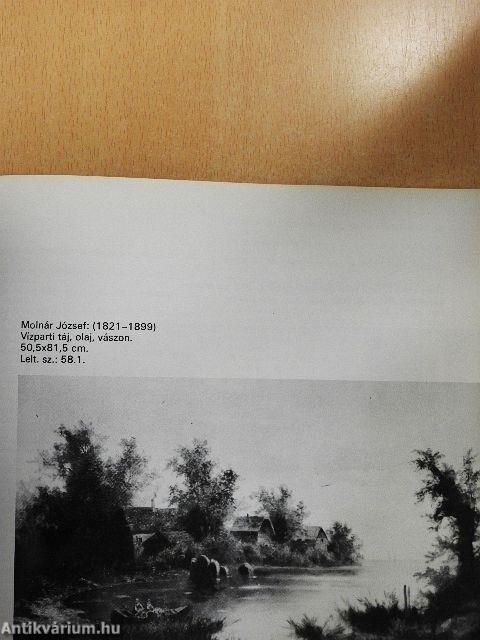 Molnár József: (1821–1899)
Vízparti táj, olaj, vászon.
50,5x81,5 cm.
Lelt. sz.: 58.1.
Antikvárium.hu